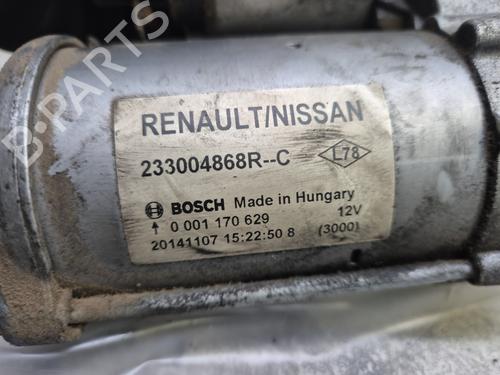 RENAULT/NISSAN
233004868R--C
L78
BOSCH Made in Hungary
0 001 170 629 12V
20141107 15:22:50 8 (3000)
B-PARTS